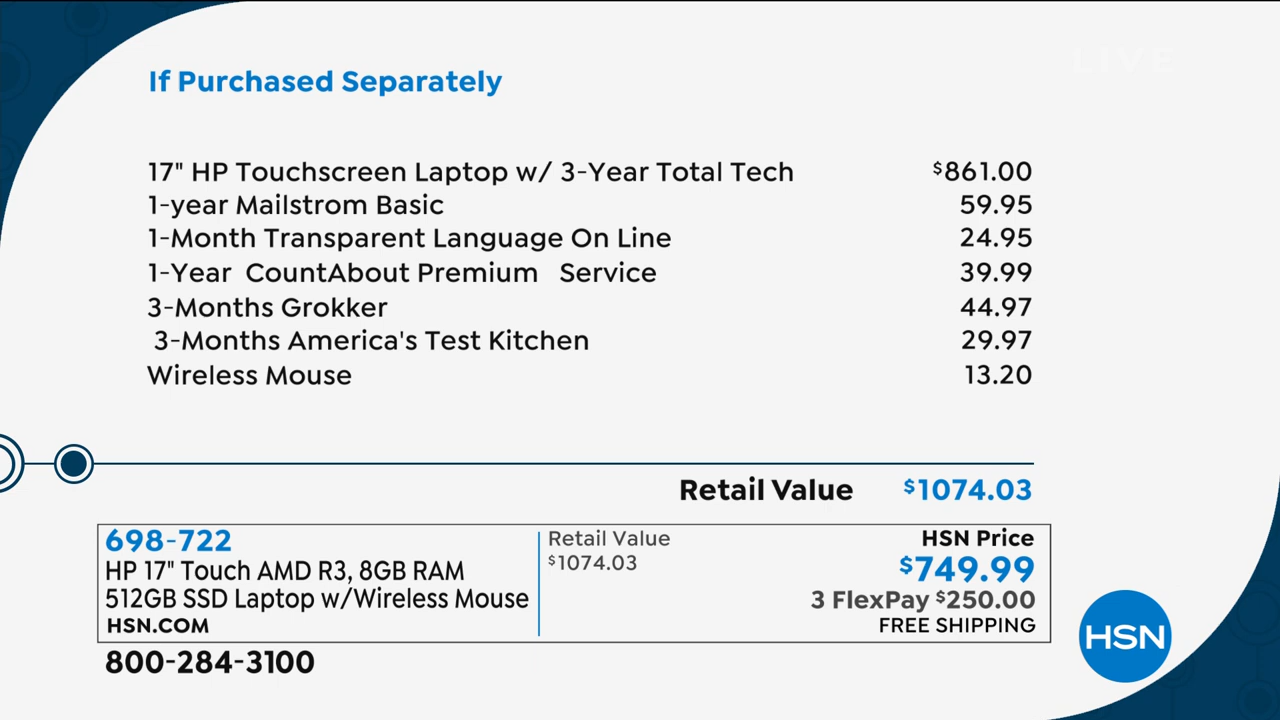 LIVE
If Purchased Separately
17" HP Touchscreen Laptop w/ 3-Year Total Tech $861.00
1-year Mailstrom Basic 59.95
1-Month Transparent Language On Line 24.95
1-Year CountAbout Premium Service 39.99
3-Months Grokker 44.97
3-Months America's Test Kitchen 29.97
Wireless Mouse 13.20
Retail Value $1074.03
698-722
HP 17" Touch AMD R3, 8GB RAM
512GB SSD Laptop w/Wireless Mouse
HSN.COM
Retail Value
$1074.03
HSN Price
$749.99
3 FlexPay $250.00
FREE SHIPPING
800-284-3100
HSN